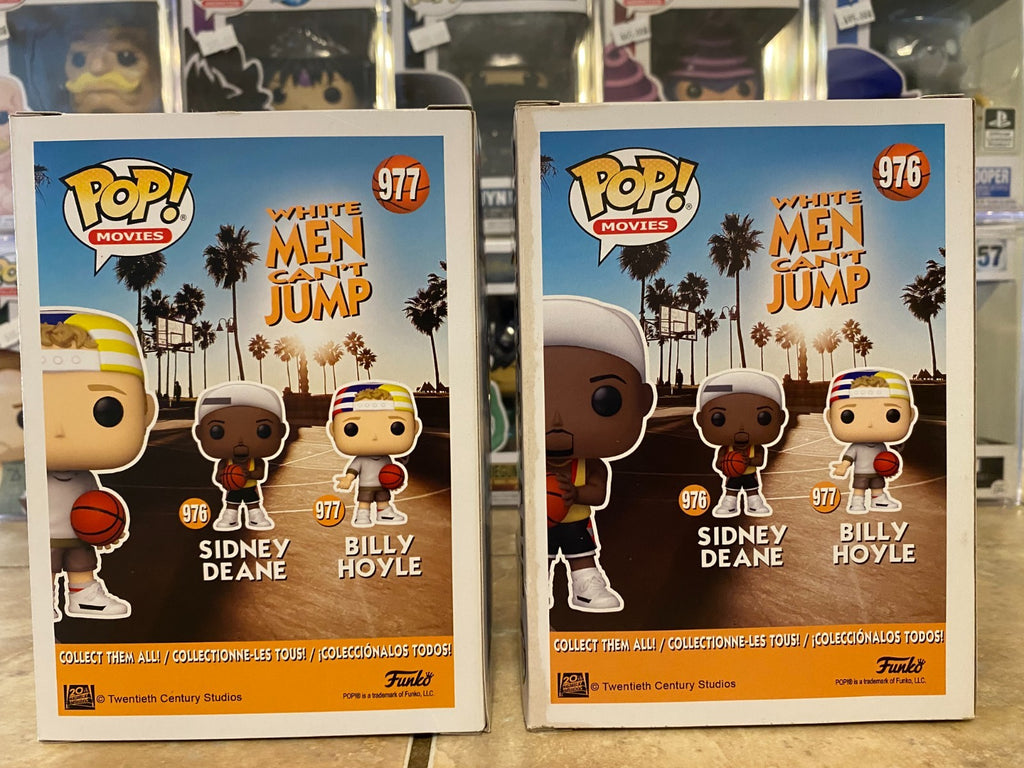 POP!
MOVIES
977
WHITE
MEN
CAN'T
JUMP
976
977
SIDNEY
DEANE
BILLY
HOYLE
COLLECT THEM ALL! / COLLECTIONNE-LES TOUS! / ¡COLECCIÓNALOS TODOS!
© Twentieth Century Studios
Funko
POP!® is a trademark of Funko, LLC.
POP!
MOVIES
976
WHITE
MEN
CAN'T
JUMP
976
977
SIDNEY
DEANE
BILLY
HOYLE
COLLECT THEM ALL! / COLLECTIONNE-LES TOUS! / ¡COLECCIÓNALOS TODOS!
© Twentieth Century Studios
Funko
POP!® is a trademark of Funko, LLC.
57